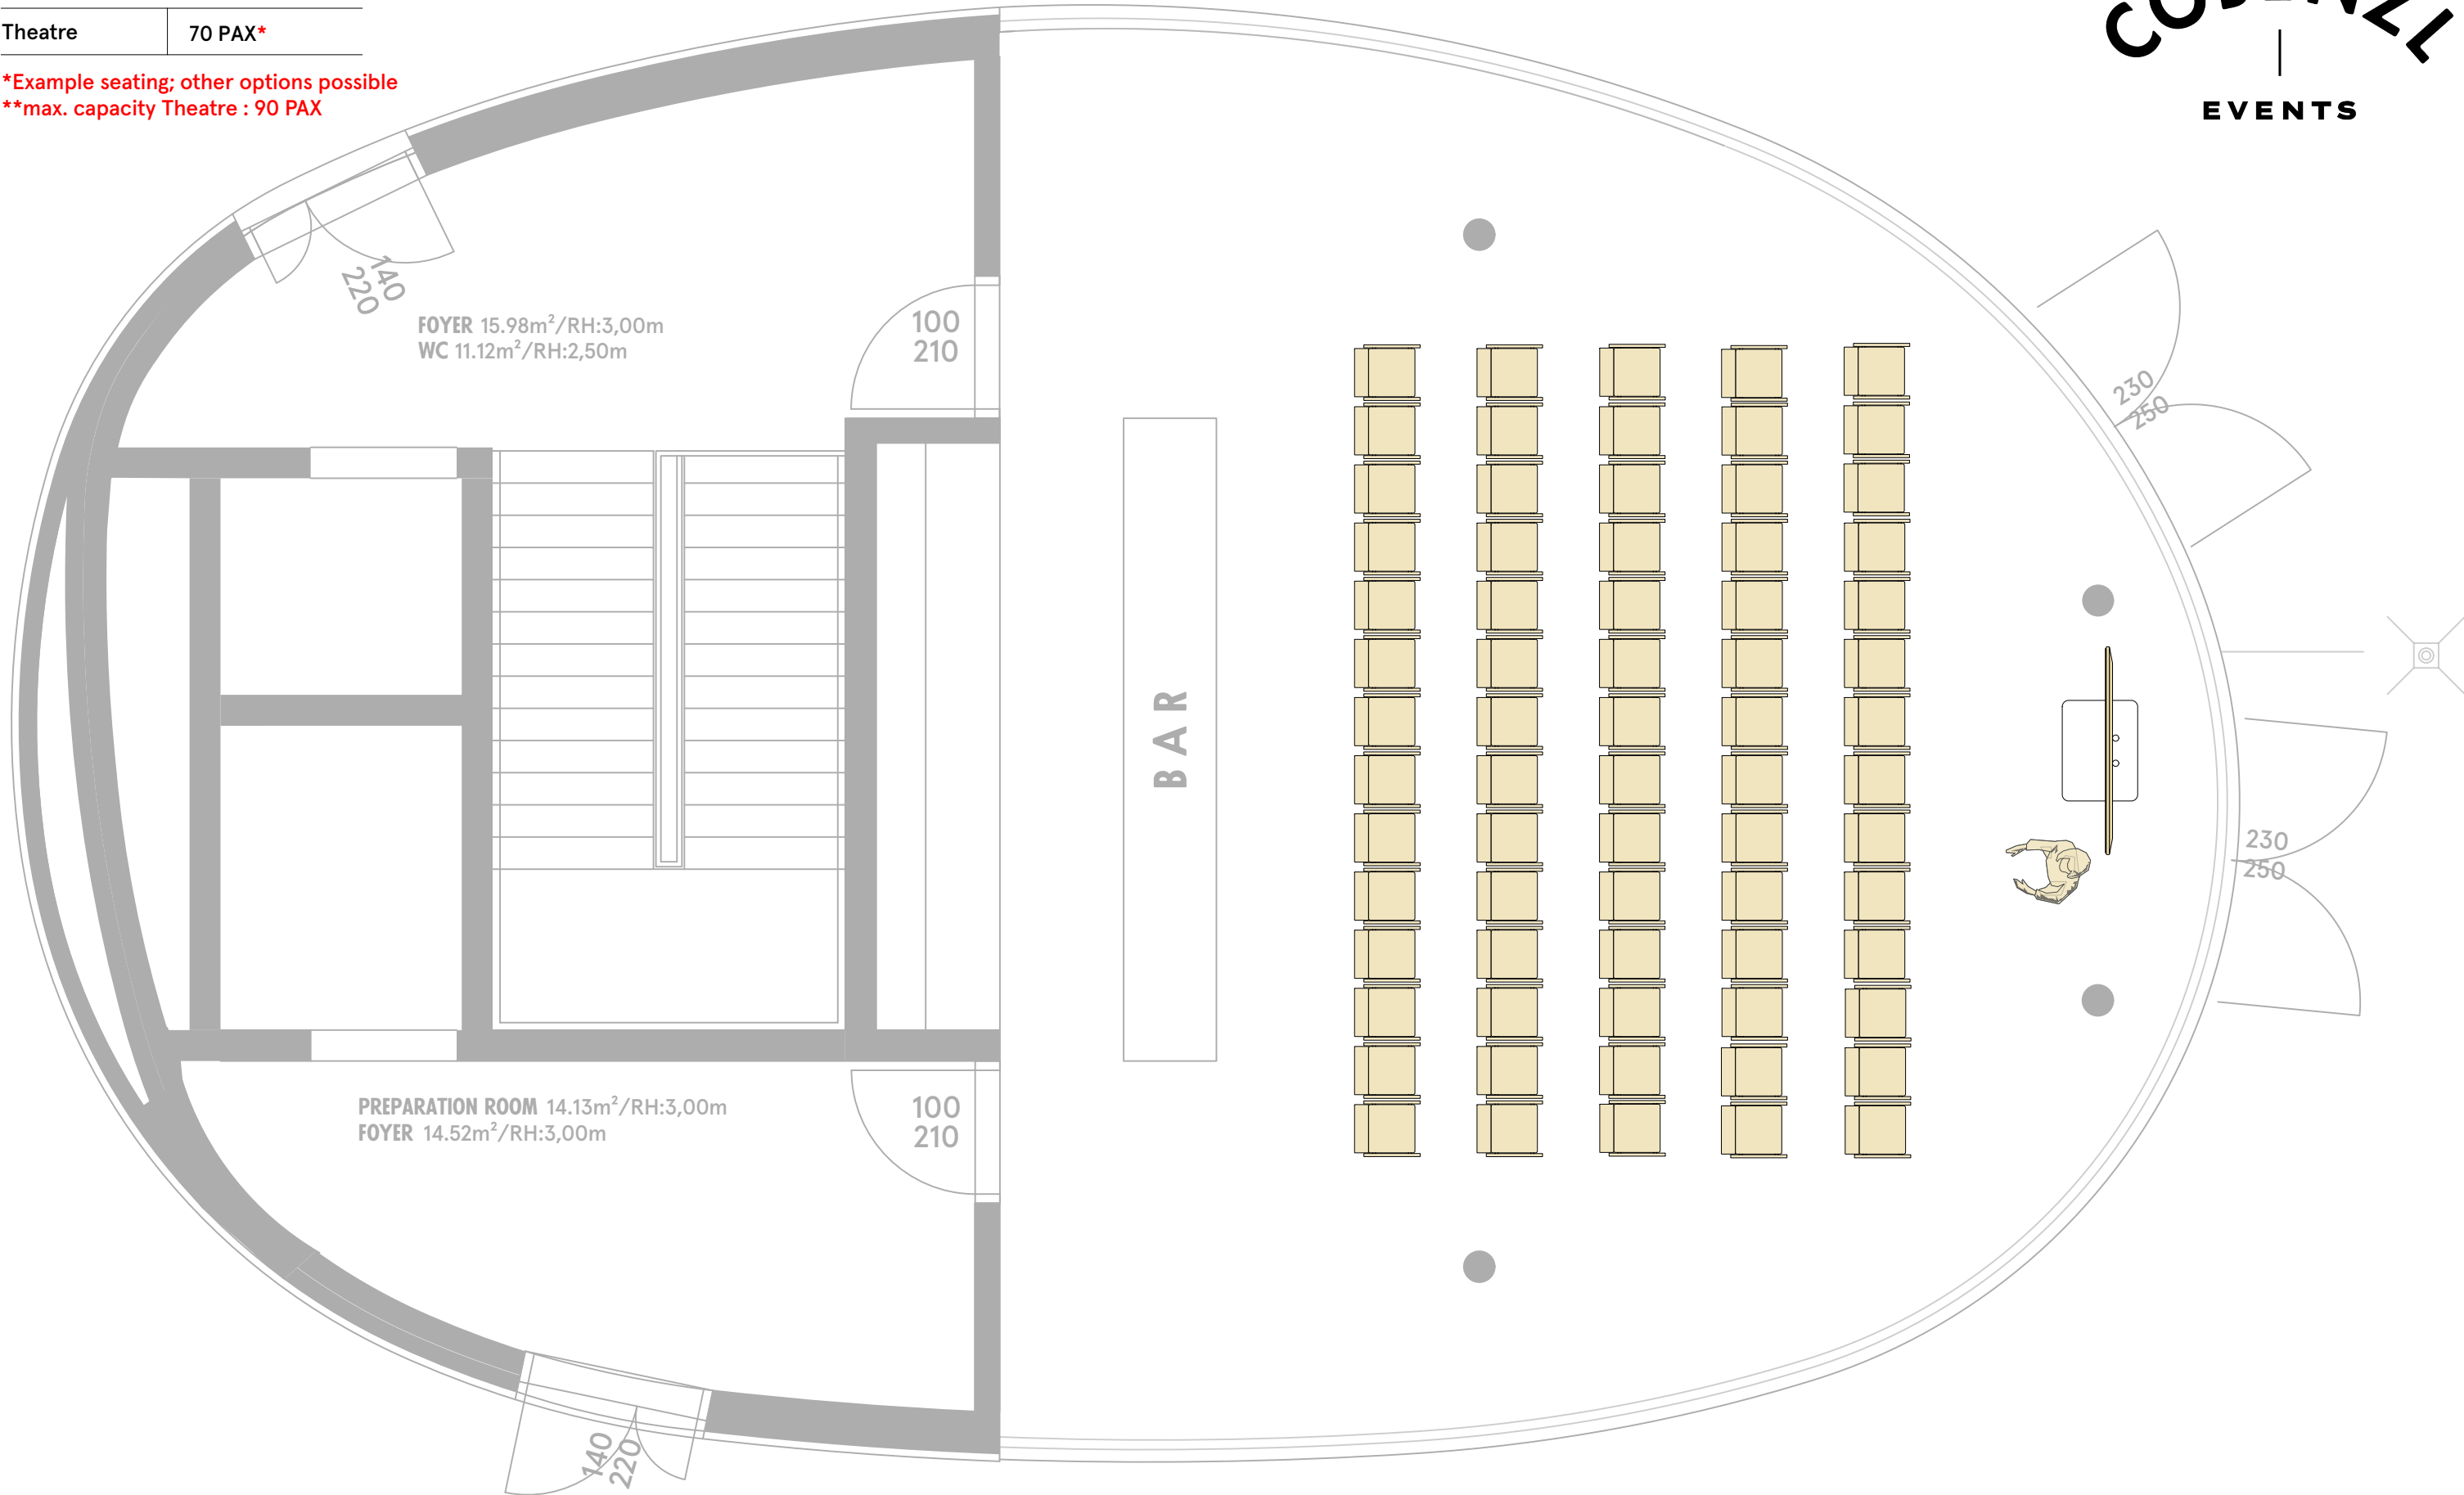 Theatre 70 PAX*
*Example seating; other options possible
**max. capacity Theatre : 90 PAX
EVENTS
140
220
FOYER 15.98m²/RH:3,00m
WC 11.12m²/RH:2,50m
100
210
230
250
BAR
230
250
PREPARATION ROOM 14.13m²/RH:3,00m
FOYER 14.52m²/RH:3,00m
100
210
140
220